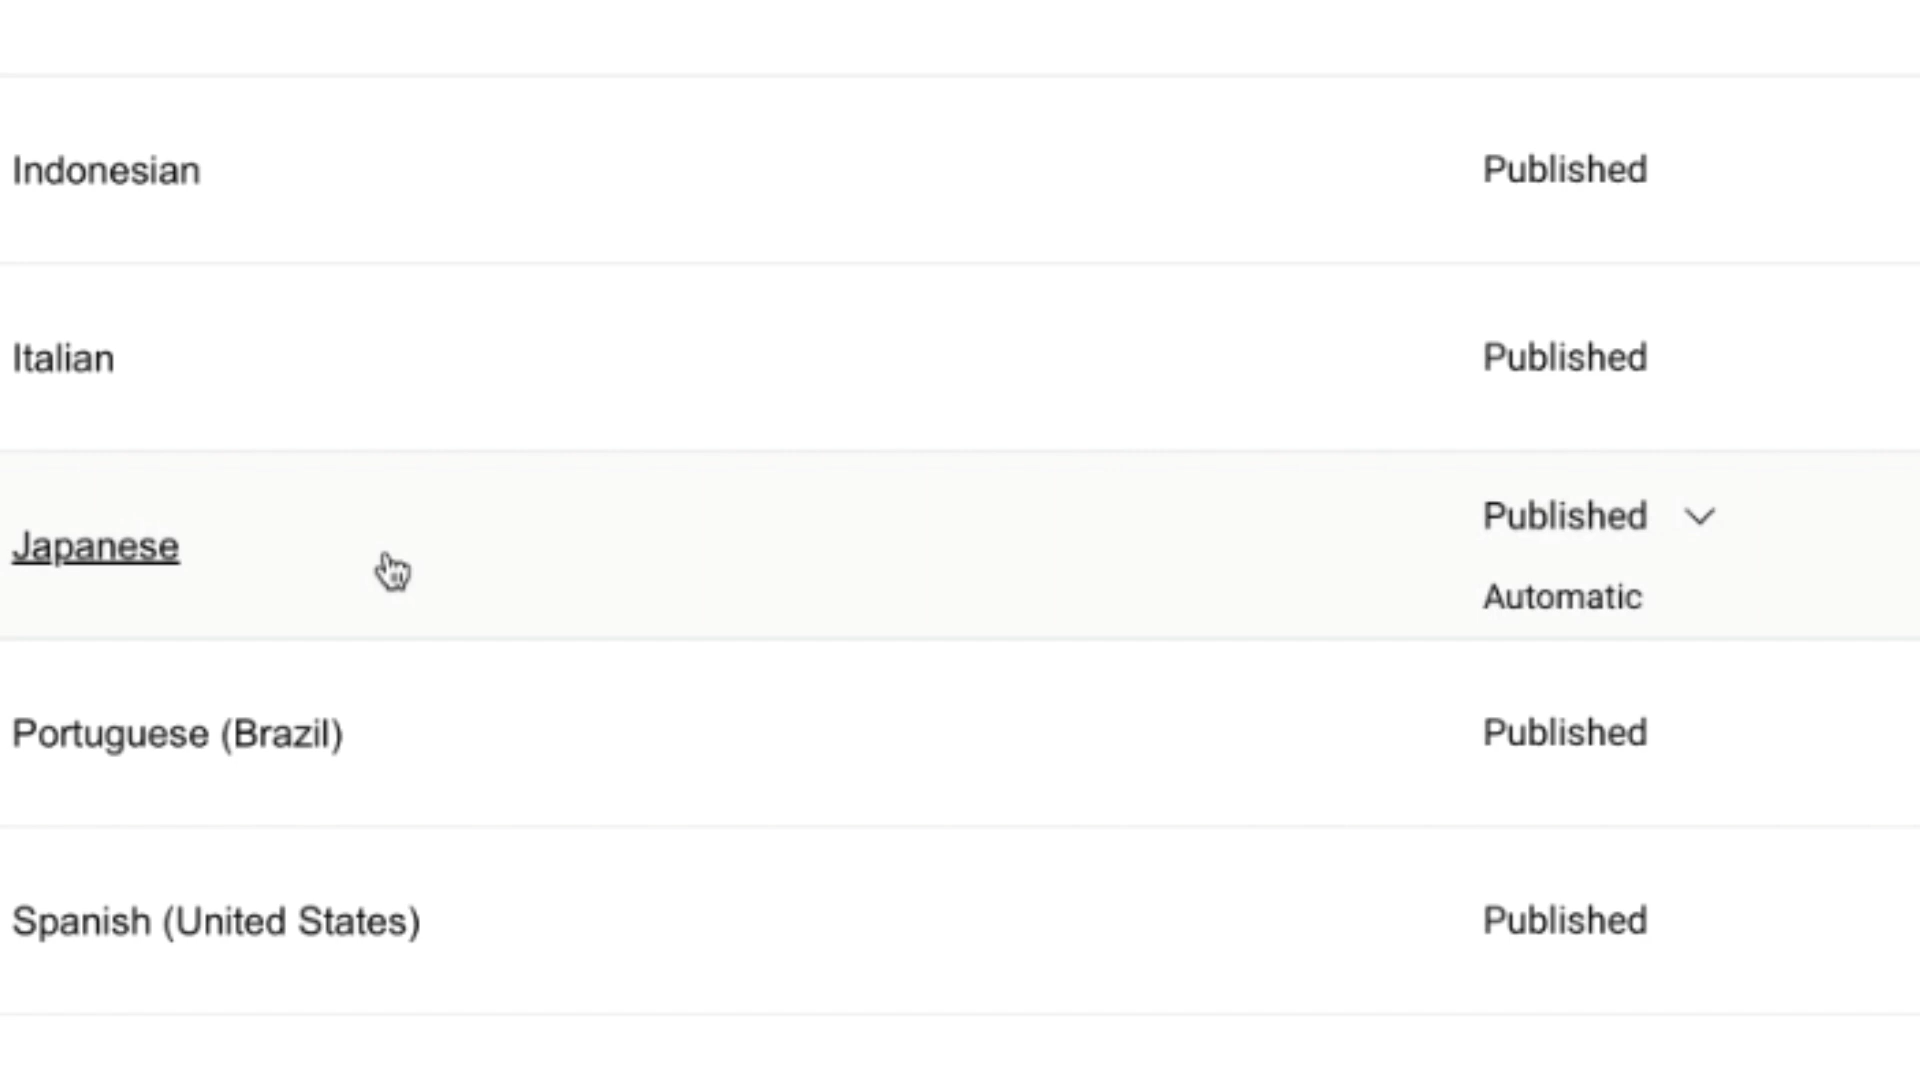 Indonesian Published
Italian Published
Japanese Published
Automatic
Portuguese (Brazil) Published
Spanish (United States) Published